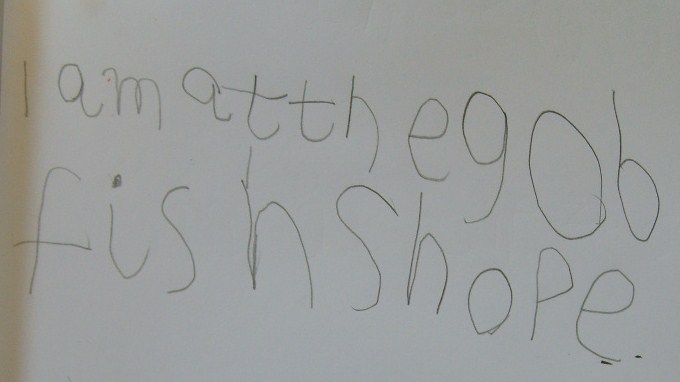 I am at the gob
fish shope.